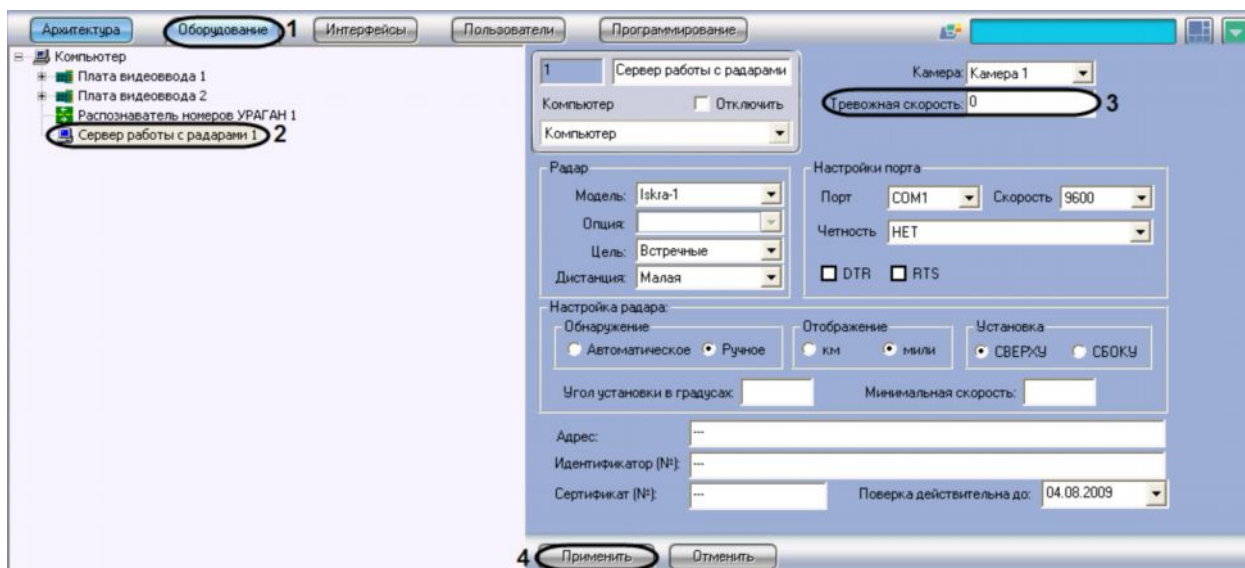 Архитектура Оборудование 1 Интерфейсы Пользователи Программирование
Компьютер
Плата видеоввода 1
Плата видеоввода 2
Распознаватель номеров УРАГАН 1
Сервер работы с радарами 1 2
1 Сервер работы с радарами
Компьютер Отключить
Компьютер
Камера: Камера 1
Тревожная скорость: 0 3
Радар
Модель: Iskra-1
Опция:
Цель: Встречные
Дистанция: Малая
Настройки порта
Порт COM1 Скорость 9600
Четность НЕТ
DTR RTS
Настройка радара:
Обнаружение
Автоматическое Ручное
Отображение
км мили
Установка
СВЕРХУ СБОКУ
Угол установки в градусах: Минимальная скорость:
Адрес: ---
Идентификатор (№): ---
Сертификат (№): --- Поверка действительна до: 04.08.2009
4 Применить Отменить